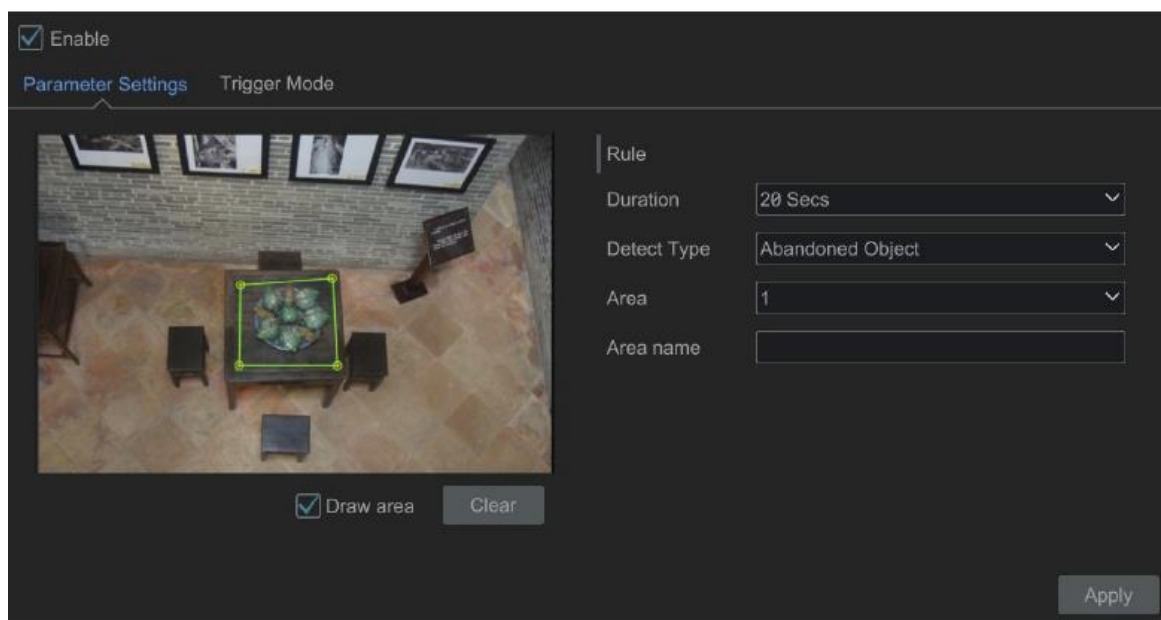 Enable
Parameter Settings Trigger Mode
Rule
Duration 20 Secs
Detect Type Abandoned Object
Area 1
Area name
Draw area Clear
Apply